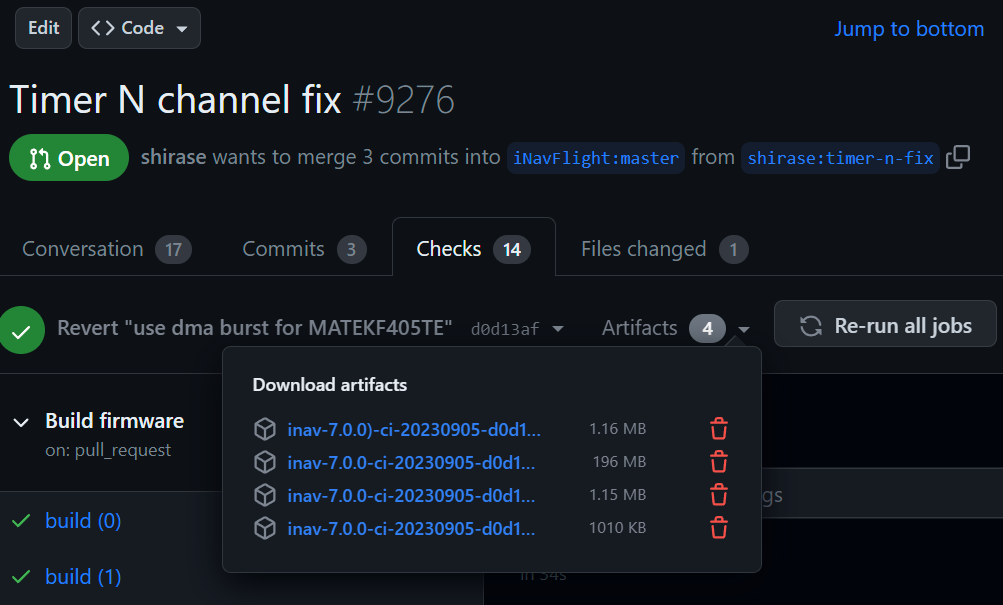 Edit <> Code Jump to bottom
Timer N channel fix #9276
Open shirase wants to merge 3 commits into iNavFlight:master from shirase:timer-n-fix
Conversation 17 Commits 3 Checks 14 Files changed 1
Revert "use dma burst for MATEKF405TE" d0d13af Artifacts 4 Re-run all jobs
Download artifacts
Build firmware
on: pull_request
inav-7.0.0)-ci-20230905-d0d1... 1.16 MB
inav-7.0.0-ci-20230905-d0d1... 196 MB
inav-7.0.0-ci-20230905-d0d1... 1.15 MB
inav-7.0.0-ci-20230905-d0d1... 1010 KB
build (0)
build (1)